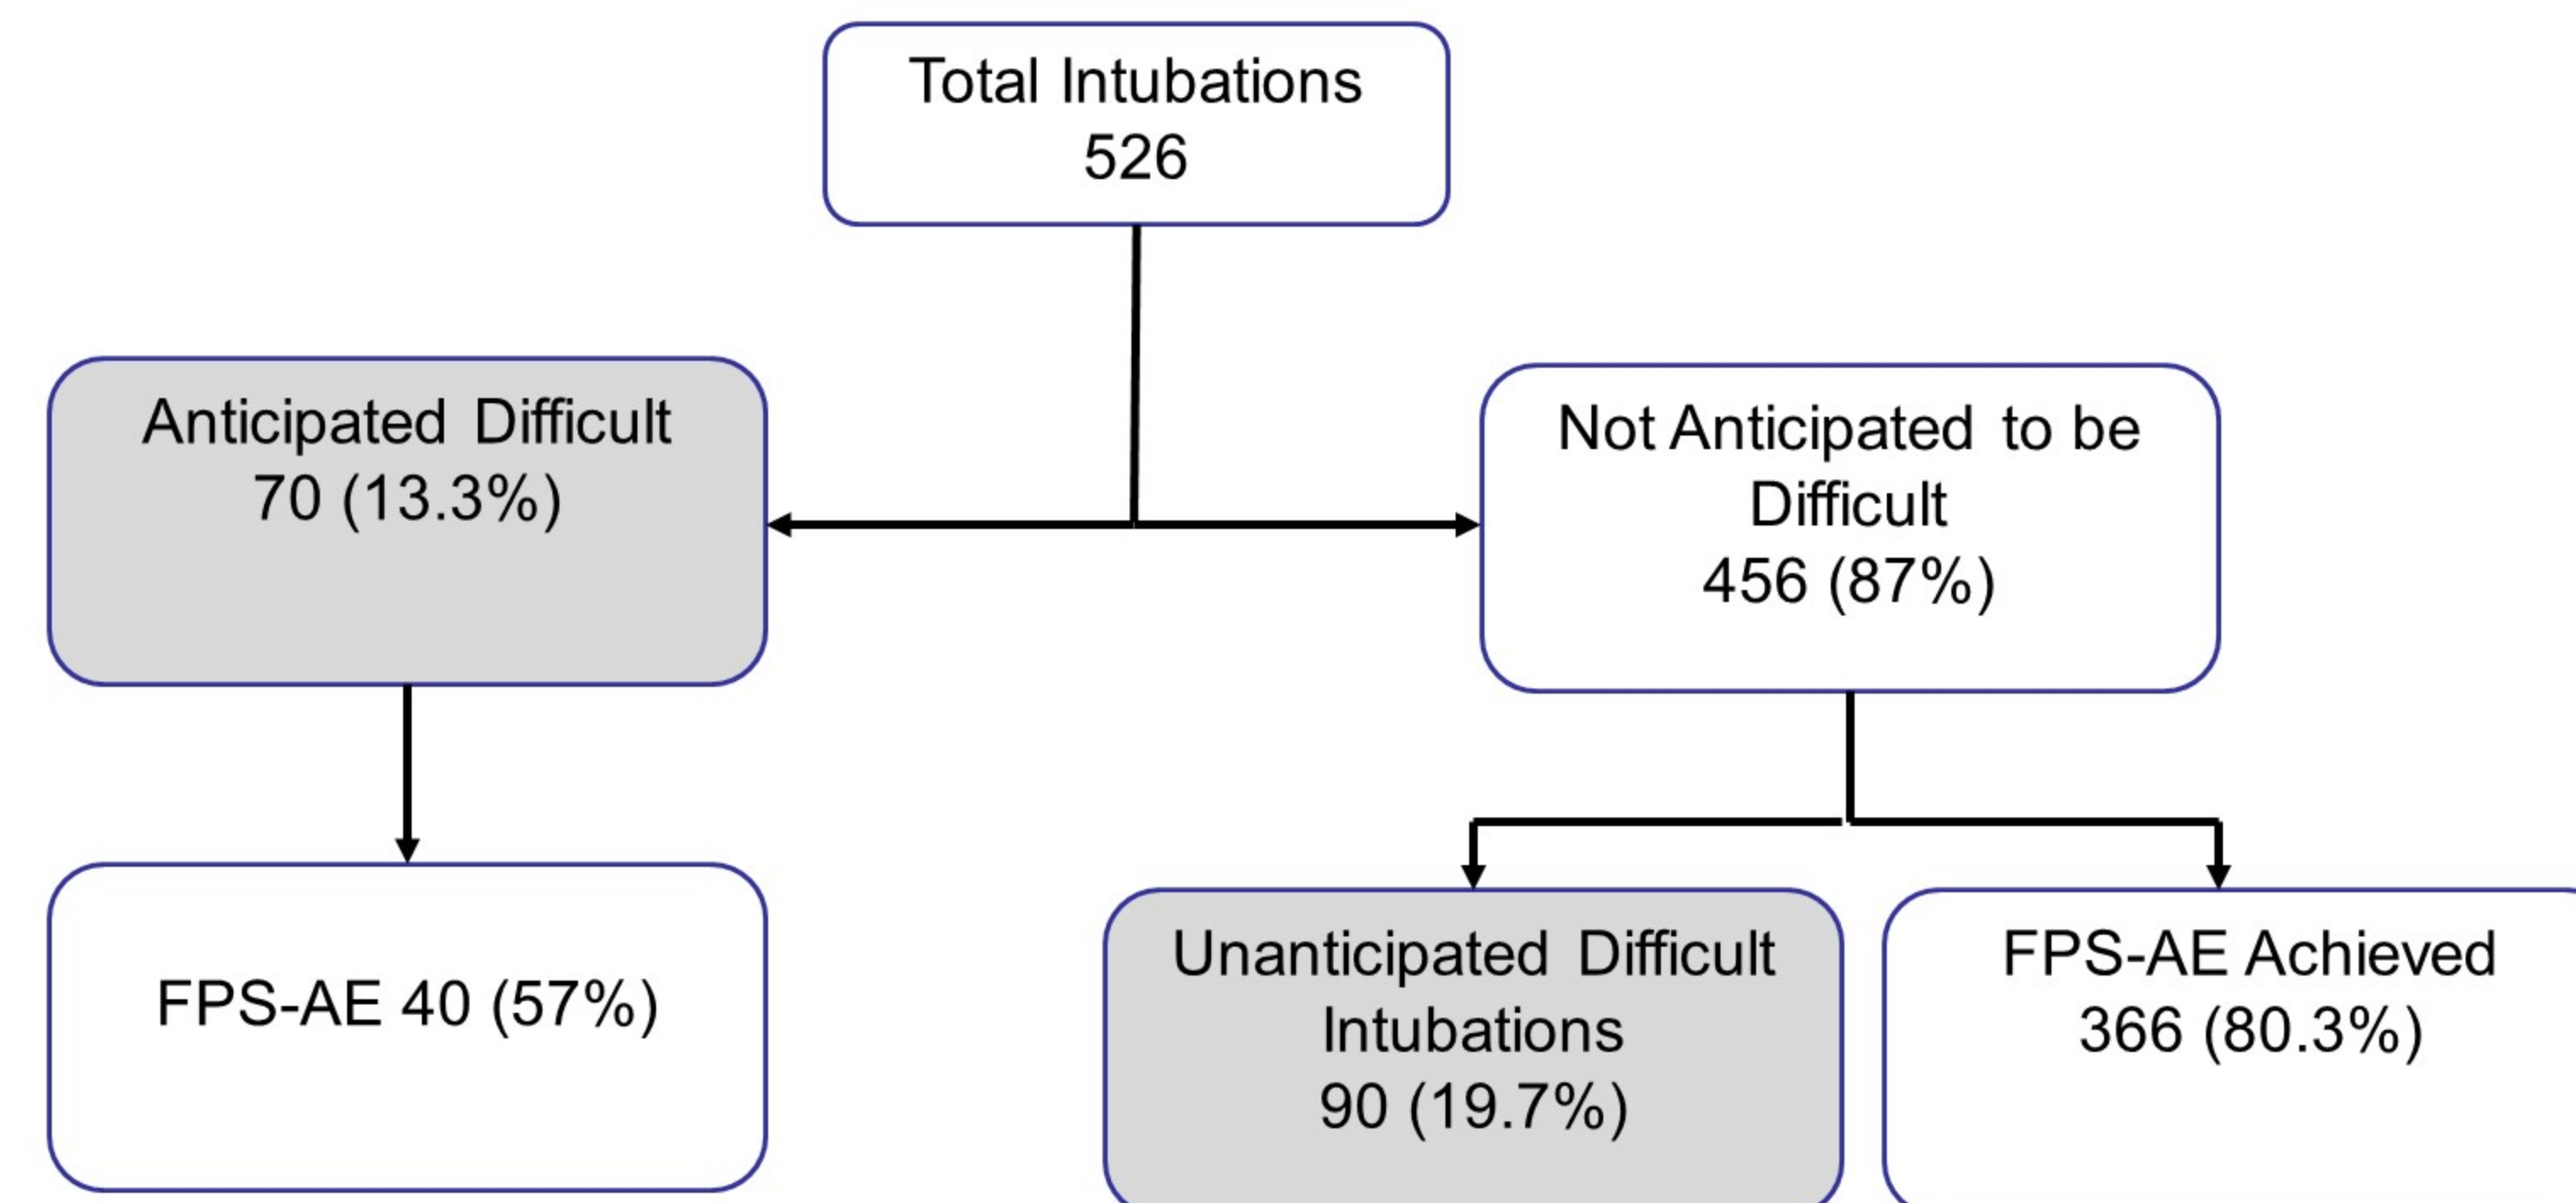 Total Intubations
526
Anticipated Difficult
70 (13.3%)
Not Anticipated to be
Difficult
456 (87%)
FPS-AE 40 (57%)
Unanticipated Difficult
Intubations
90 (19.7%)
FPS-AE Achieved
366 (80.3%)